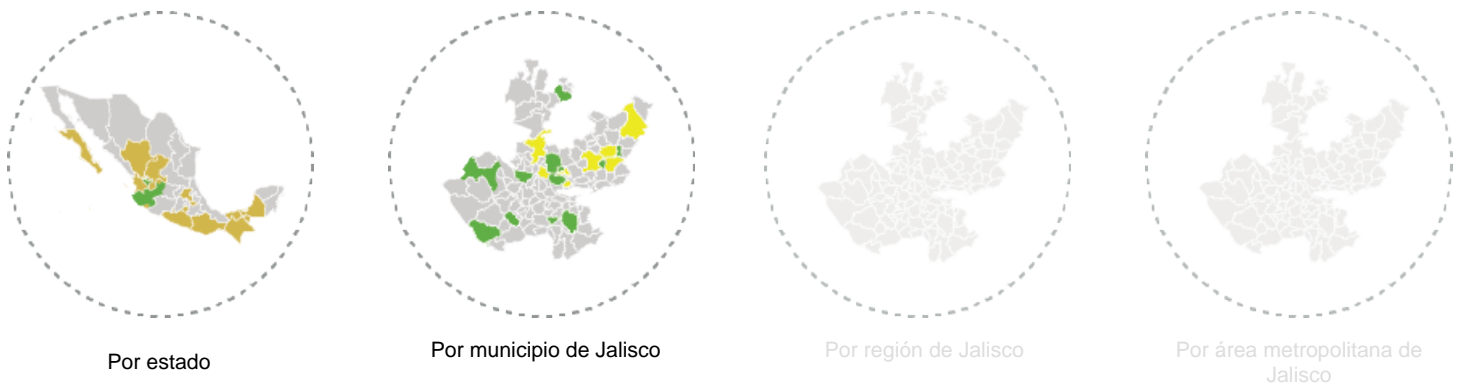 Por estado
Por municipio de Jalisco
Por región de Jalisco
Por área metropolitana de
Jalisco